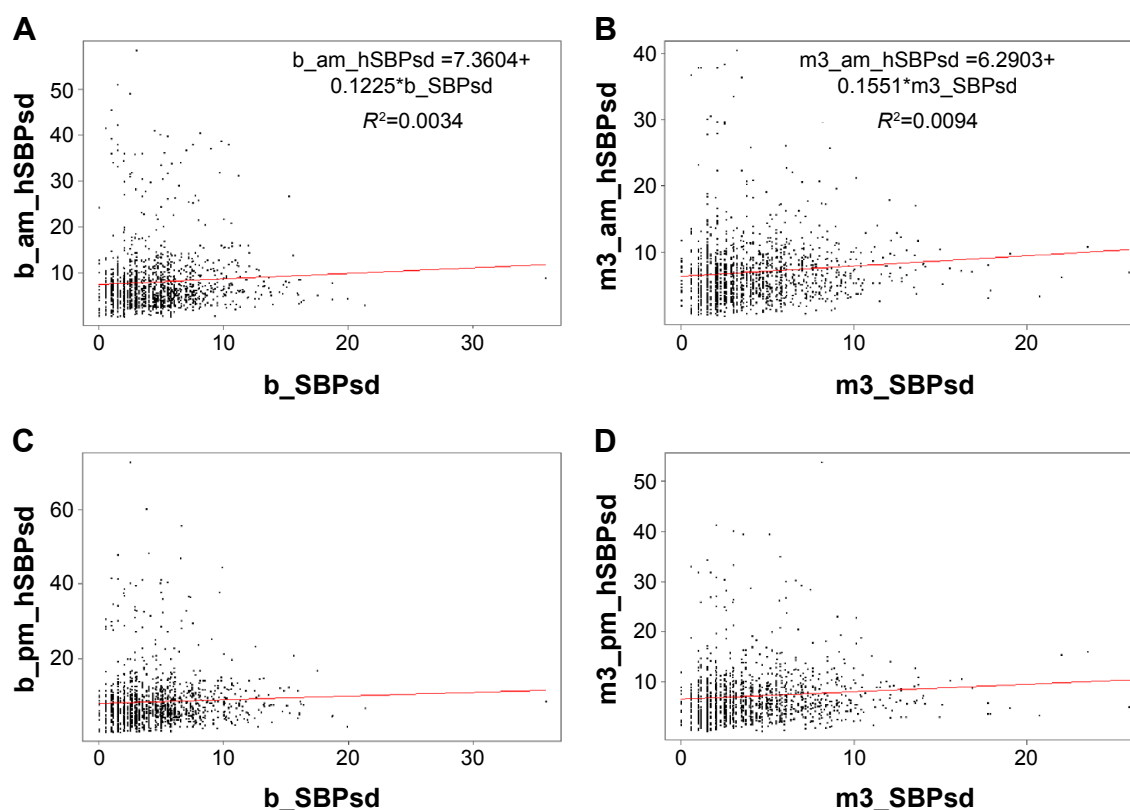 A
b_am_hSBPsd =7.3604+
0.1225*b_SBPsd
R²=0.0034
50
40
30
20
10
b_am_hSBPsd
0 10 20 30
b_SBPsd
B
m3_am_hSBPsd =6.2903+
0.1551*m3_SBPsd
R²=0.0094
40
30
20
10
0
m3_am_hSBPsd
0 10 20
m3_SBPsd
C
60
40
20
b_pm_hSBPsd
0 10 20 30
b_SBPsd
D
50
40
30
20
10
m3_pm_hSBPsd
0 10 20
m3_SBPsd